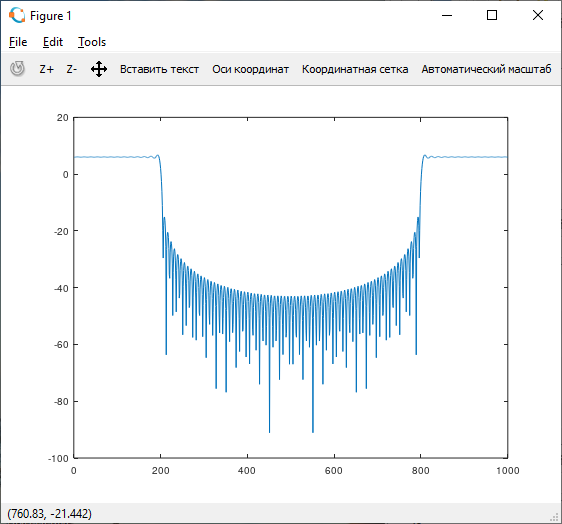 Figure 1
File Edit Tools
Z+ Z- Вставить текст Оси координат Координатная сетка Автоматический масштаб
20
0
-20
-40
-60
-80
-100
0 200 400 600 800 1000
(760.83, -21.442)